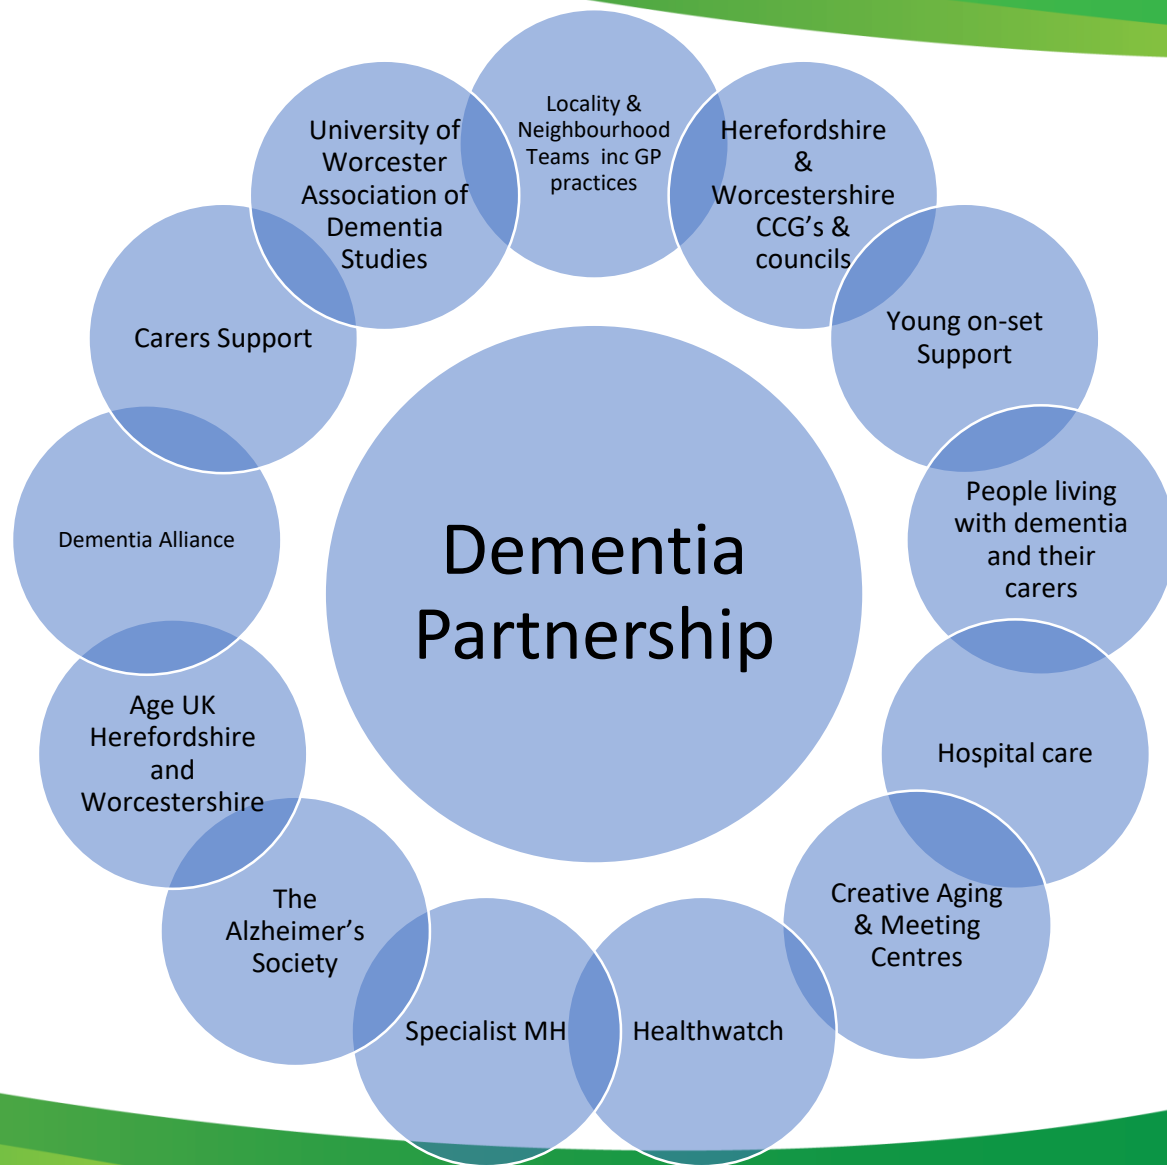 Locality &
Neighbourhood
Teams inc GP
practices
Herefordshire
&
Worcestershire
CCG's &
councils
Young on-set
Support
People living
with dementia
and their
carers
Hospital care
Creative Aging
& Meeting
Centres
Healthwatch
Specialist MH
The
Alzheimer's
Society
Age UK
Herefordshire
and
Worcestershire
Dementia Alliance
Carers Support
University of
Worcester
Association of
Dementia
Studies
Dementia
Partnership